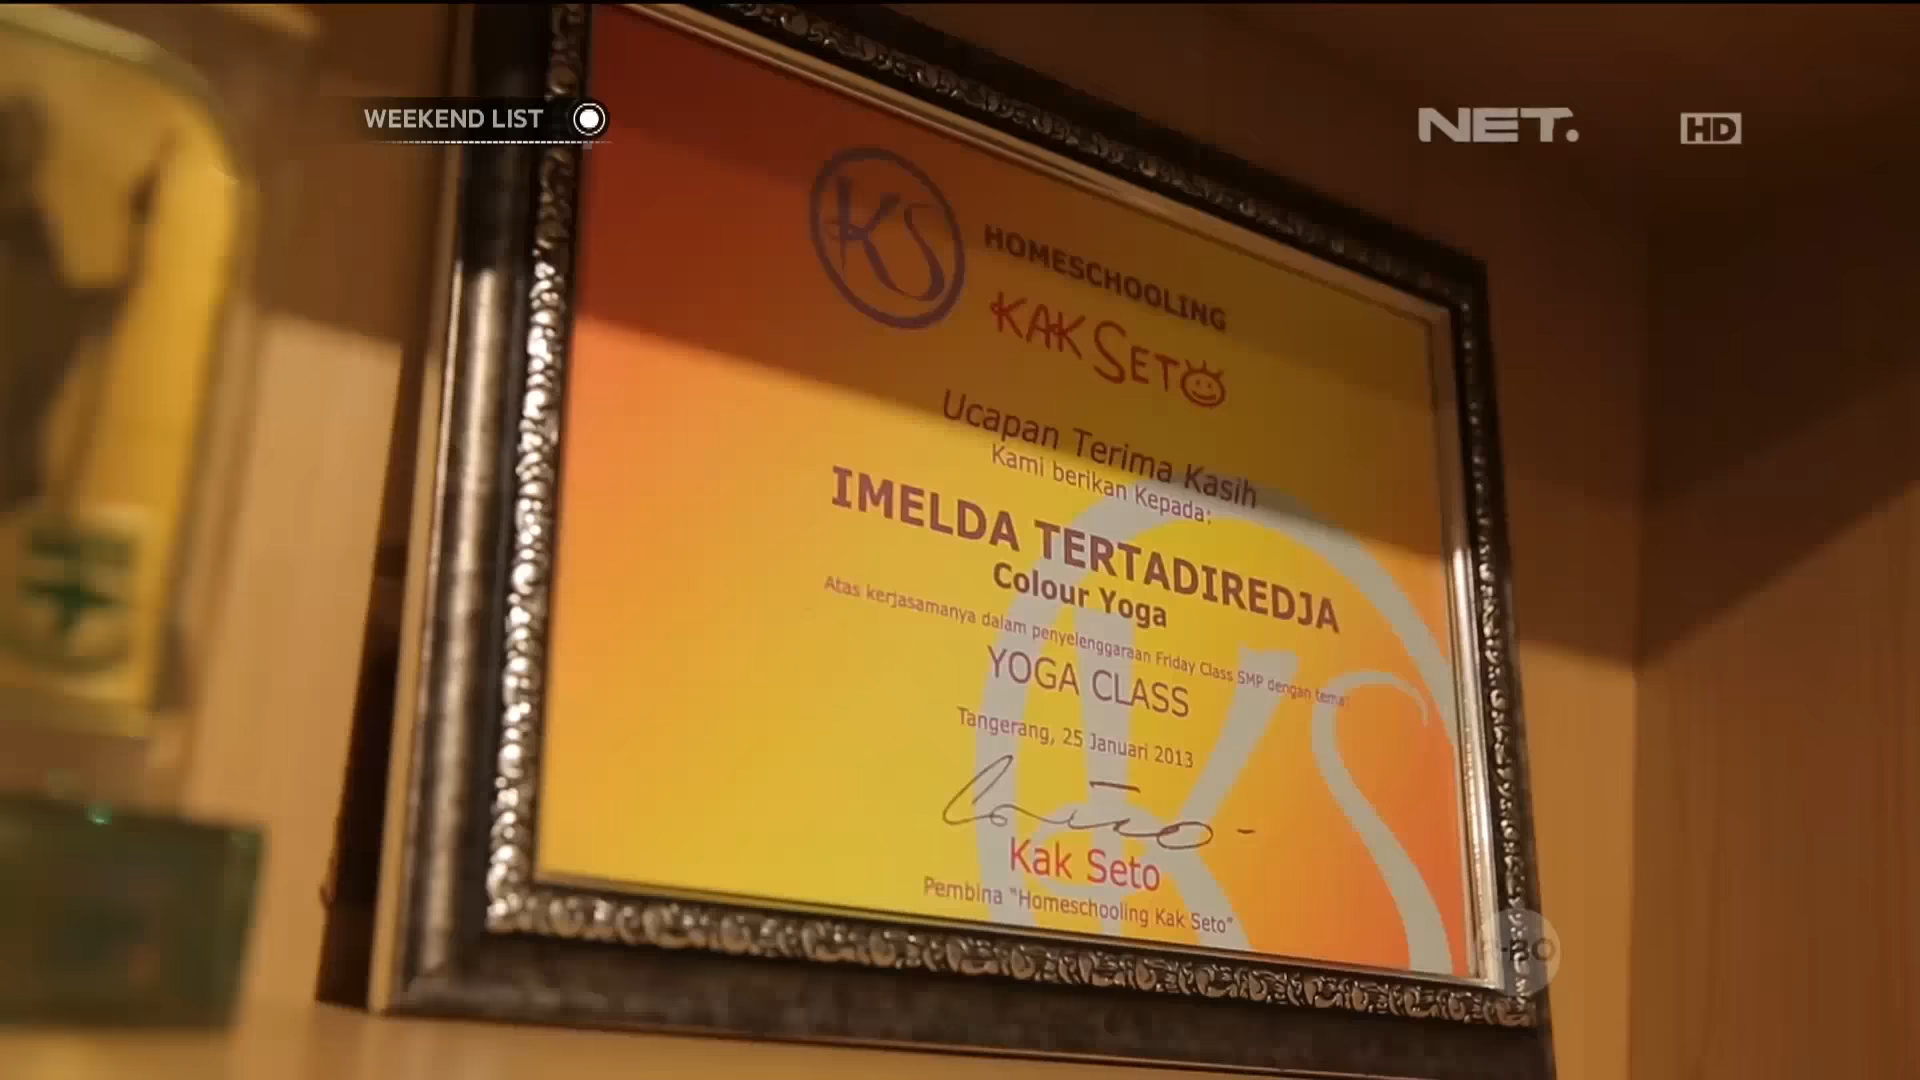 WEEKEND LIST
NET.
HD
KS
HOMESCHOOLING
KAK SETO
Ucapan Terima Kasih
Kami berikan Kepada:
IMELDA TERTADIREDJA
Colour Yoga
Atas kerjasamanya dalam penyelenggaraan Friday Class SMP dengan tema:
YOGA CLASS
Tangerang, 25 Januari 2013
Kak Seto
Pembina "Homeschooling Kak Seto"
R-BO